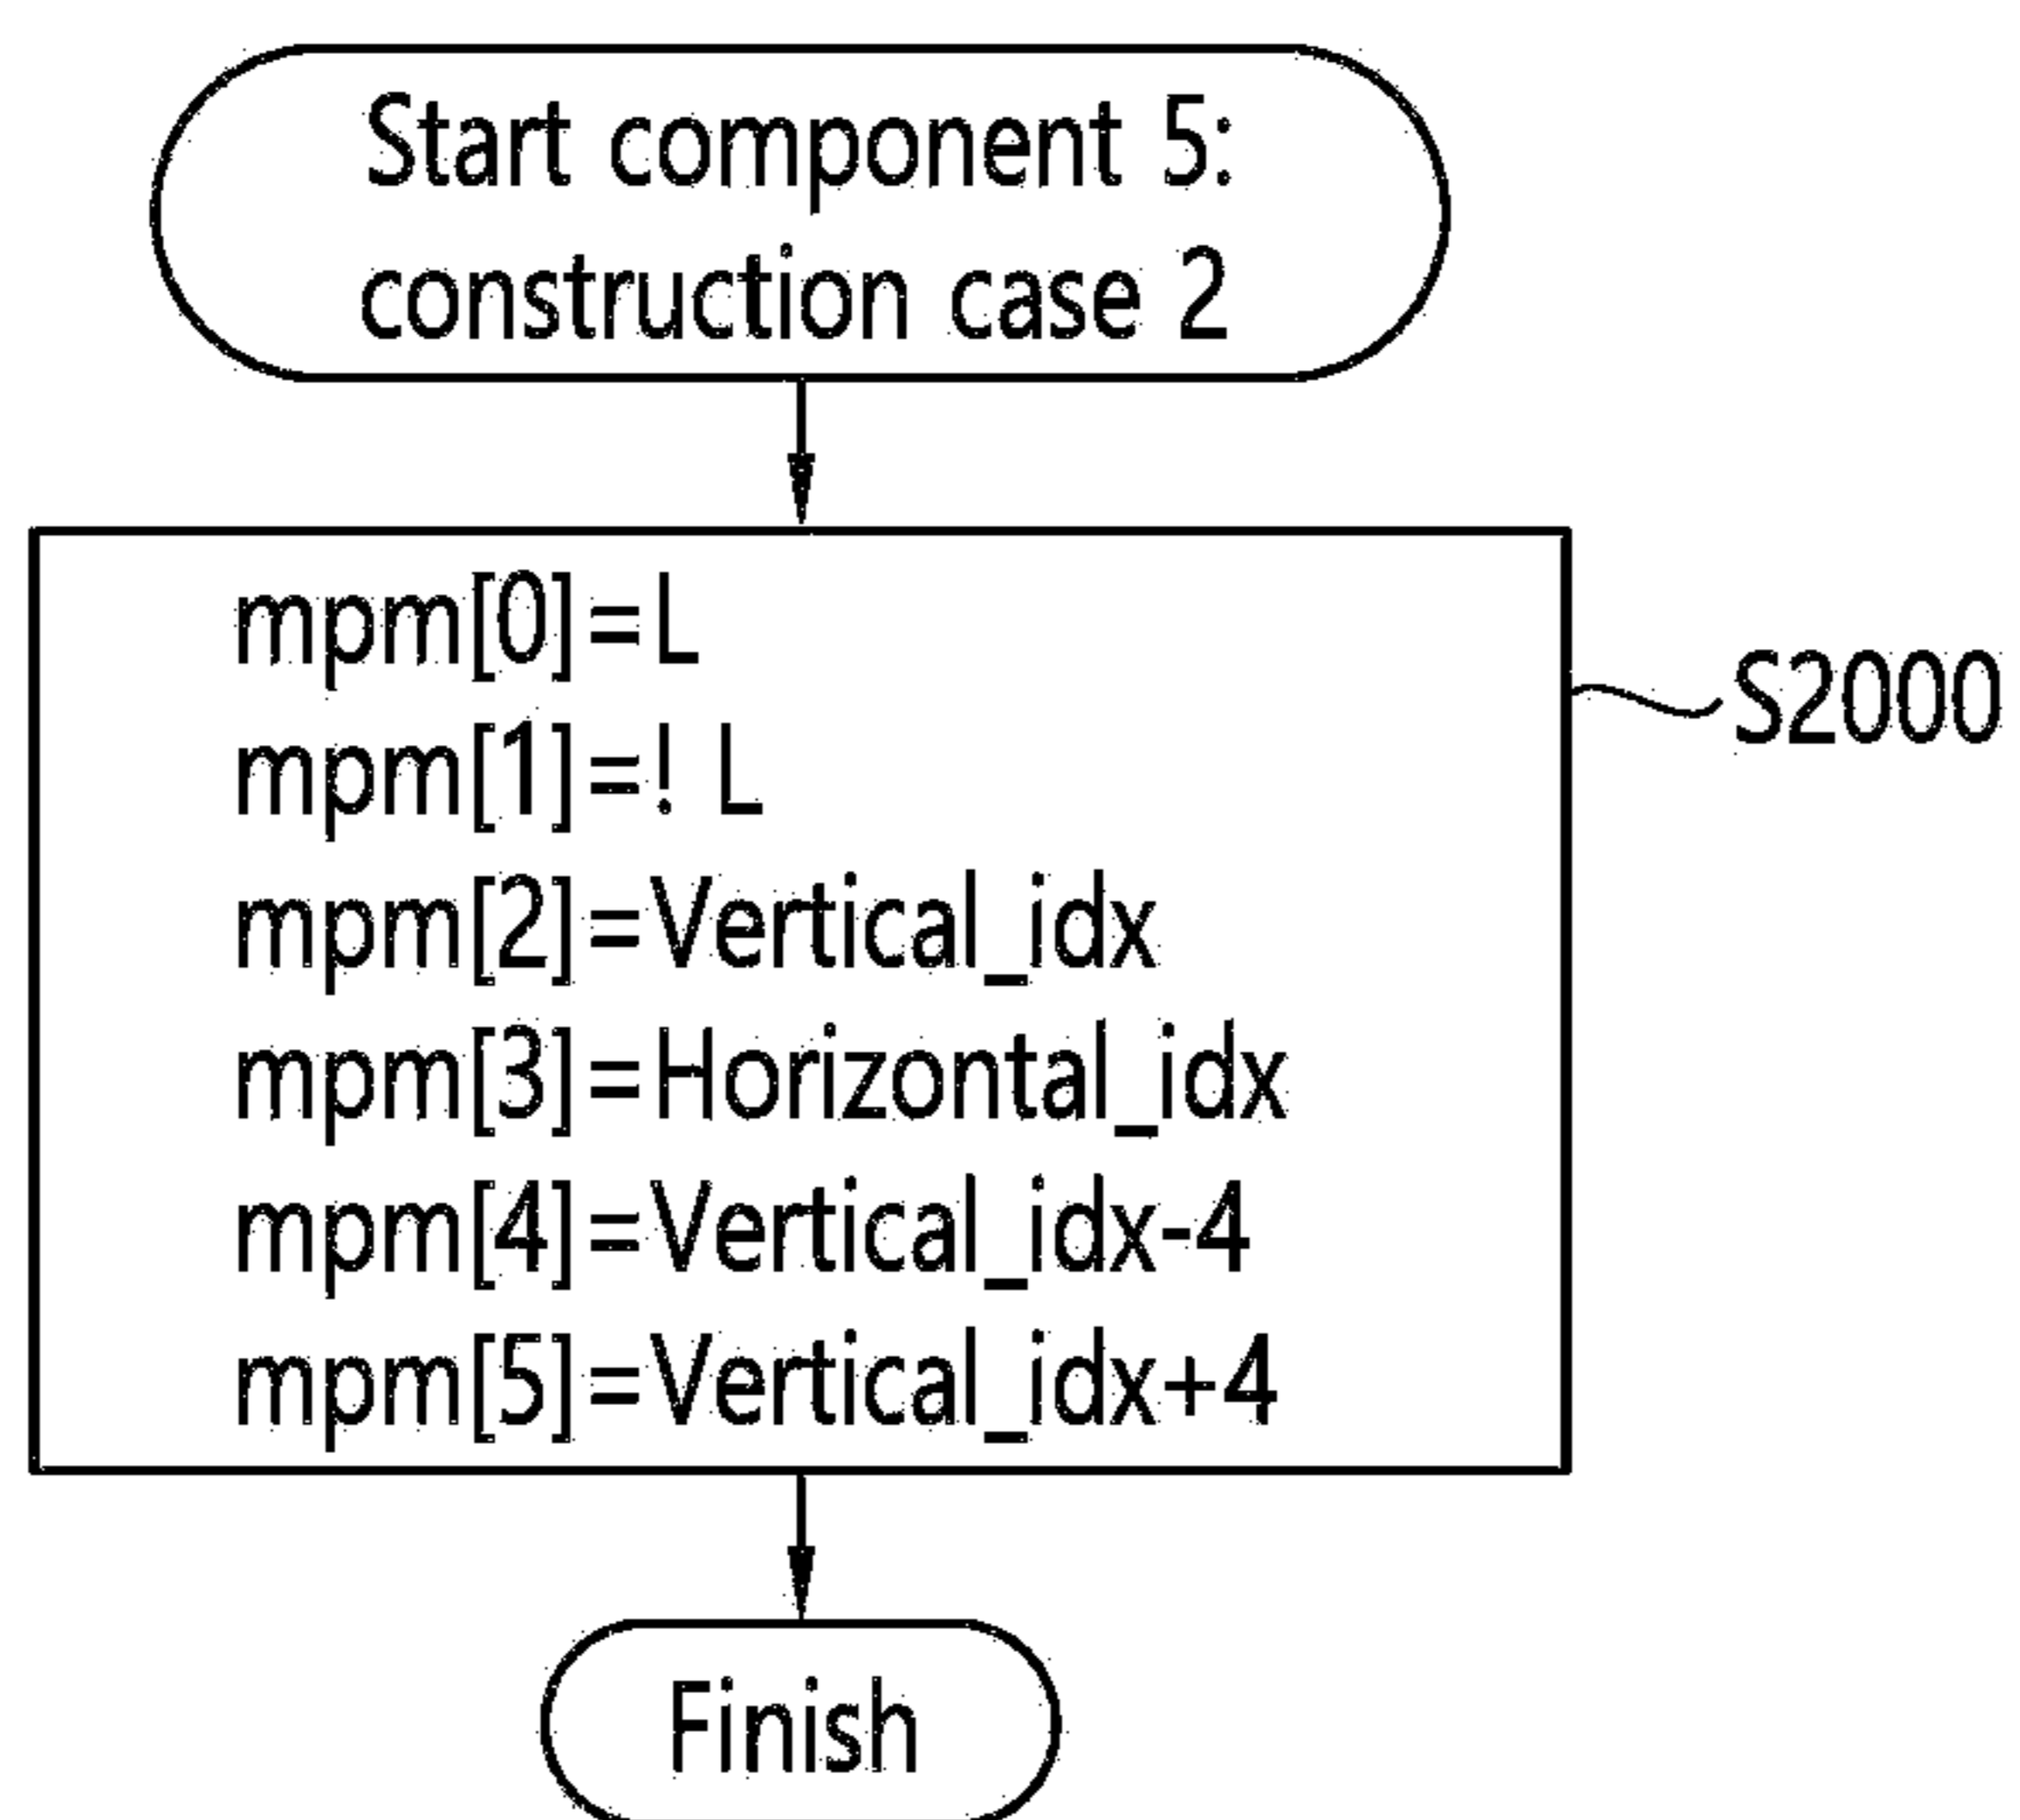 Start component 5:
construction case 2
mpm[0]=L
mpm[1]=! L
S2000
mpm[2]=Vertical_idx
mpm[3]=Horizontal_idx
mpm[4]=Vertical_idx-4
mpm[5]=Vertical_idx+4
Finish